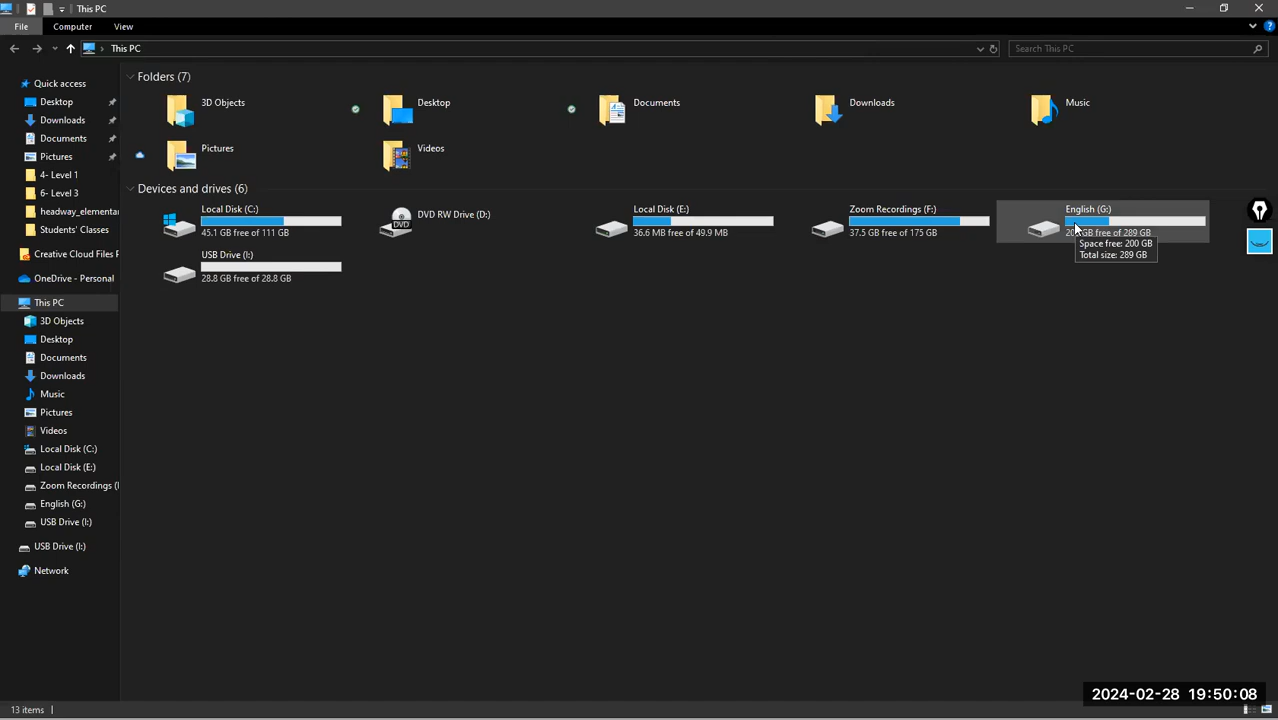 This PC
File Computer View
This PC
Search This PC
Quick access
Desktop
Downloads
Documents
Pictures
4- Level 1
6- Level 3
headway_elementa
Students' Classes
Creative Cloud Files
OneDrive - Personal
This PC
3D Objects
Desktop
Documents
Downloads
Music
Pictures
Videos
Local Disk (C:)
Local Disk (E:)
Zoom Recordings (
English (G:)
USB Drive (I:)
USB Drive (I:)
Network
Folders (7)
3D Objects
Desktop
Documents
Downloads
Music
Pictures
Videos
Devices and drives (6)
Local Disk (C:)
45.1 GB free of 111 GB
DVD RW Drive (D:)
DVD
Local Disk (E:)
36.6 MB free of 49.9 MB
Zoom Recordings (F:)
37.5 GB free of 175 GB
English (G:)
GB free of 289 GB
Space free: 200 GB
Total size: 289 GB
USB Drive (I:)
28.8 GB free of 28.8 GB
13 items
2024-02-28 19:50:08